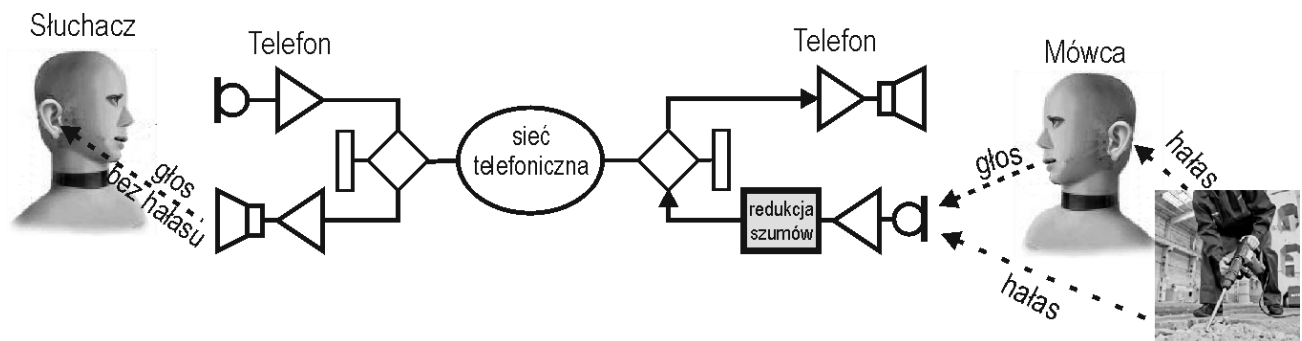 Słuchacz
Telefon
Telefon
Mówca
sieć
telefoniczna
głos
bez hałasu
redukcja
szumów
głos
hałas
hałas